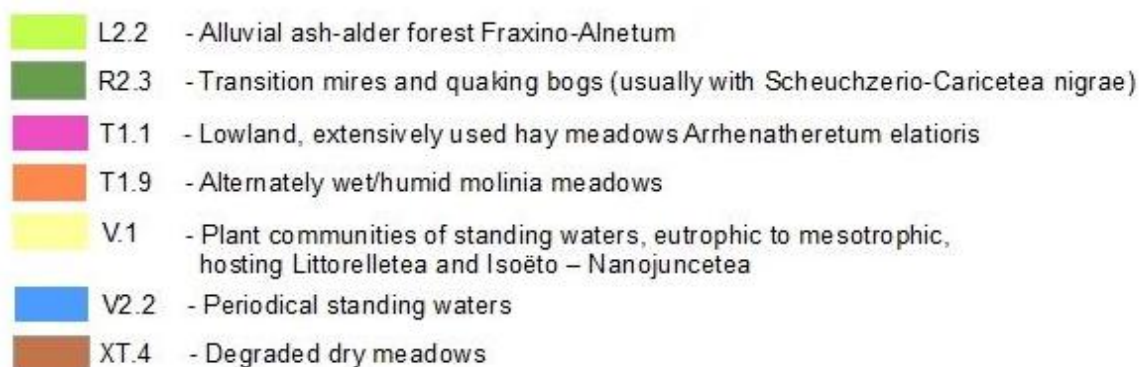 L2.2 - Alluvial ash-alder forest Fraxino-Alnetum
R2.3 - Transition mires and quaking bogs (usually with Scheuchzerio-Caricetea nigrae)
T1.1 - Lowland, extensively used hay meadows Arrhenatheretum elatioris
T1.9 - Alternately wet/humid molinia meadows
V.1 - Plant communities of standing waters, eutrophic to mesotrophic,
hosting Littorelletea and Isoëto – Nanojuncetea
V2.2 - Periodical standing waters
XT.4 - Degraded dry meadows